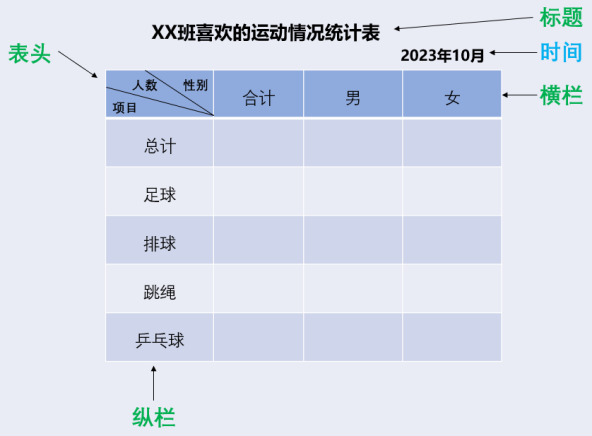 标题
XX班喜欢的运动情况统计表
2023年10月
时间
表头
人数 性别
项目
合计 男 女
横栏
总计
足球
排球
跳绳
乒乓球
纵栏